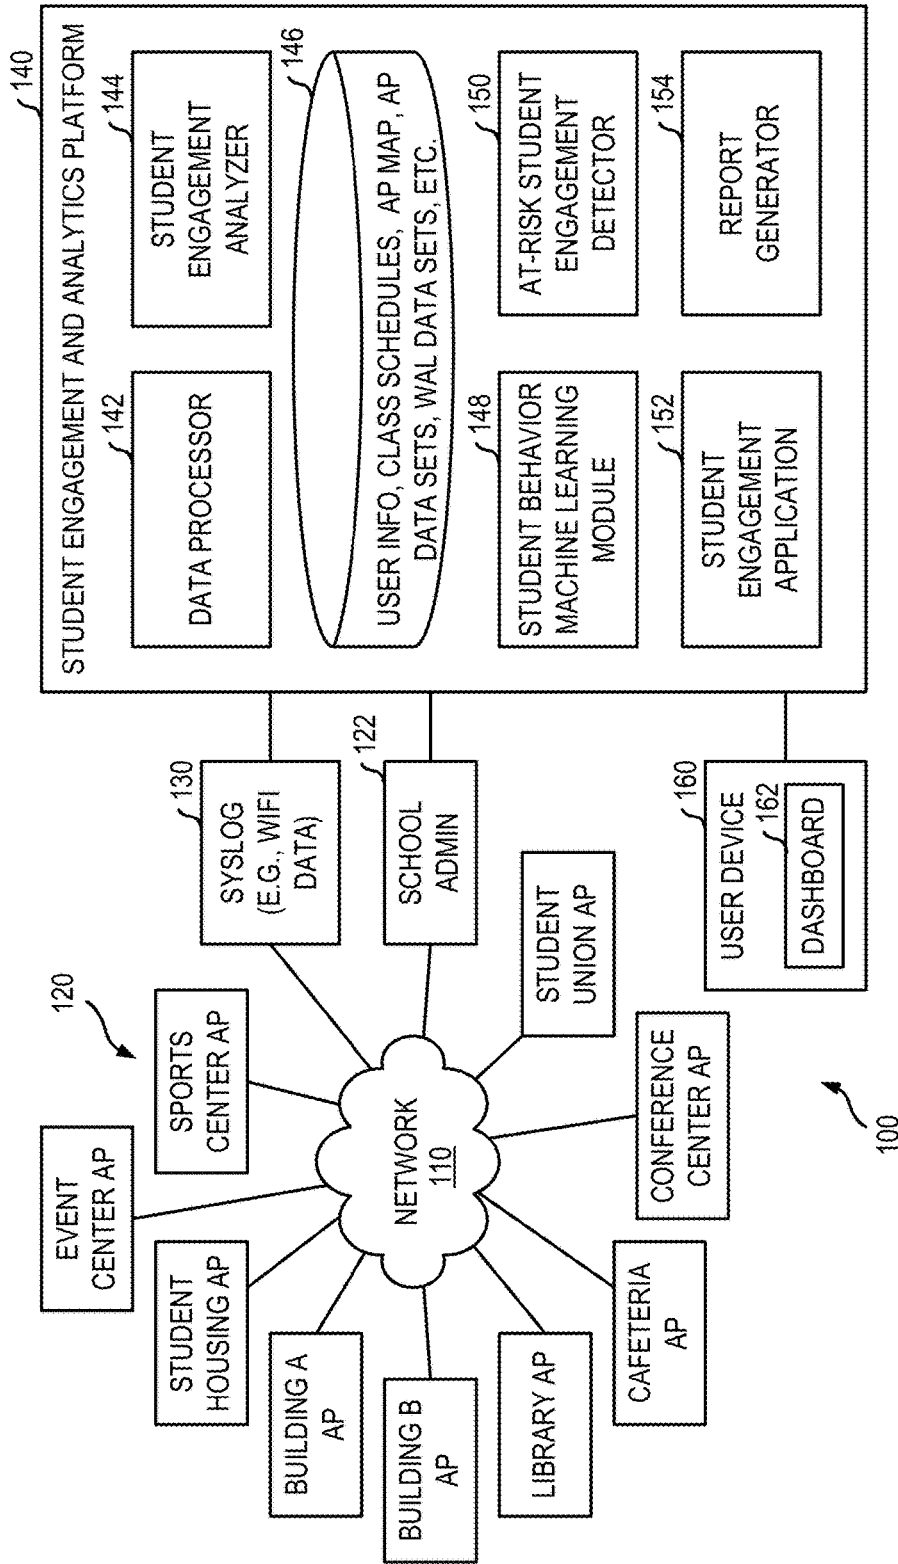 120
EVENT
CENTER AP
SPORTS
CENTER AP
STUDENT
HOUSING AP
BUILDING A
AP
BUILDING B
AP
LIBRARY AP
CAFETERIA
AP
CONFERENCE
CENTER AP
STUDENT
UNION AP
NETWORK
110
100
130
SYSLOG
(E.G., WIFI
DATA)
122
SCHOOL
ADMIN
160
USER DEVICE
162
DASHBOARD
140
STUDENT ENGAGEMENT AND ANALYTICS PLATFORM
142
DATA PROCESSOR
144
STUDENT
ENGAGEMENT
ANALYZER
146
USER INFO, CLASS SCHEDULES, AP MAP, AP
DATA SETS, WAL DATA SETS, ETC.
148
STUDENT BEHAVIOR
MACHINE LEARNING
MODULE
150
AT-RISK STUDENT
ENGAGEMENT
DETECTOR
152
STUDENT
ENGAGEMENT
APPLICATION
154
REPORT
GENERATOR